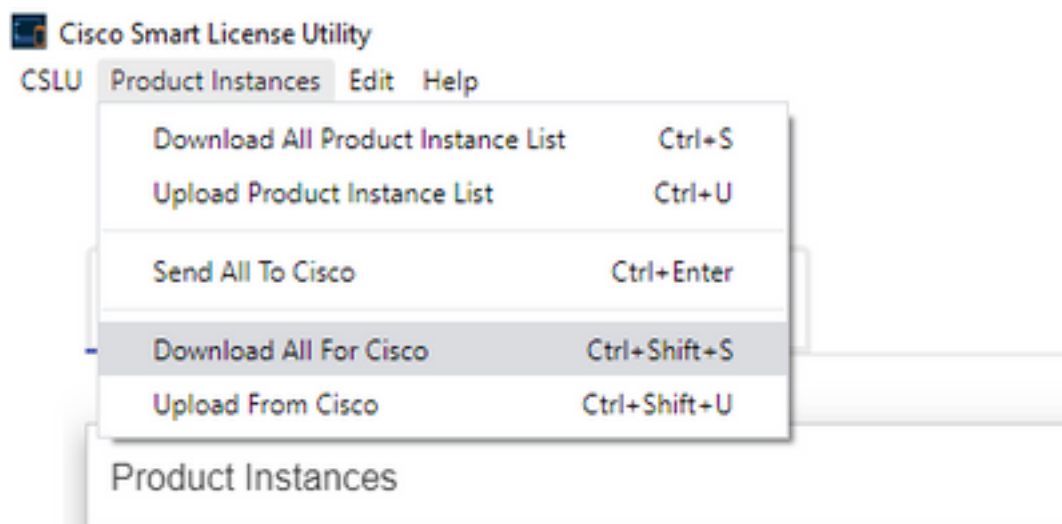 Cisco Smart License Utility
CSLU Product Instances Edit Help
Download All Product Instance List Ctrl+S
Upload Product Instance List Ctrl+U
Send All To Cisco Ctrl+Enter
Download All For Cisco Ctrl+Shift+S
Upload From Cisco Ctrl+Shift+U
Product Instances